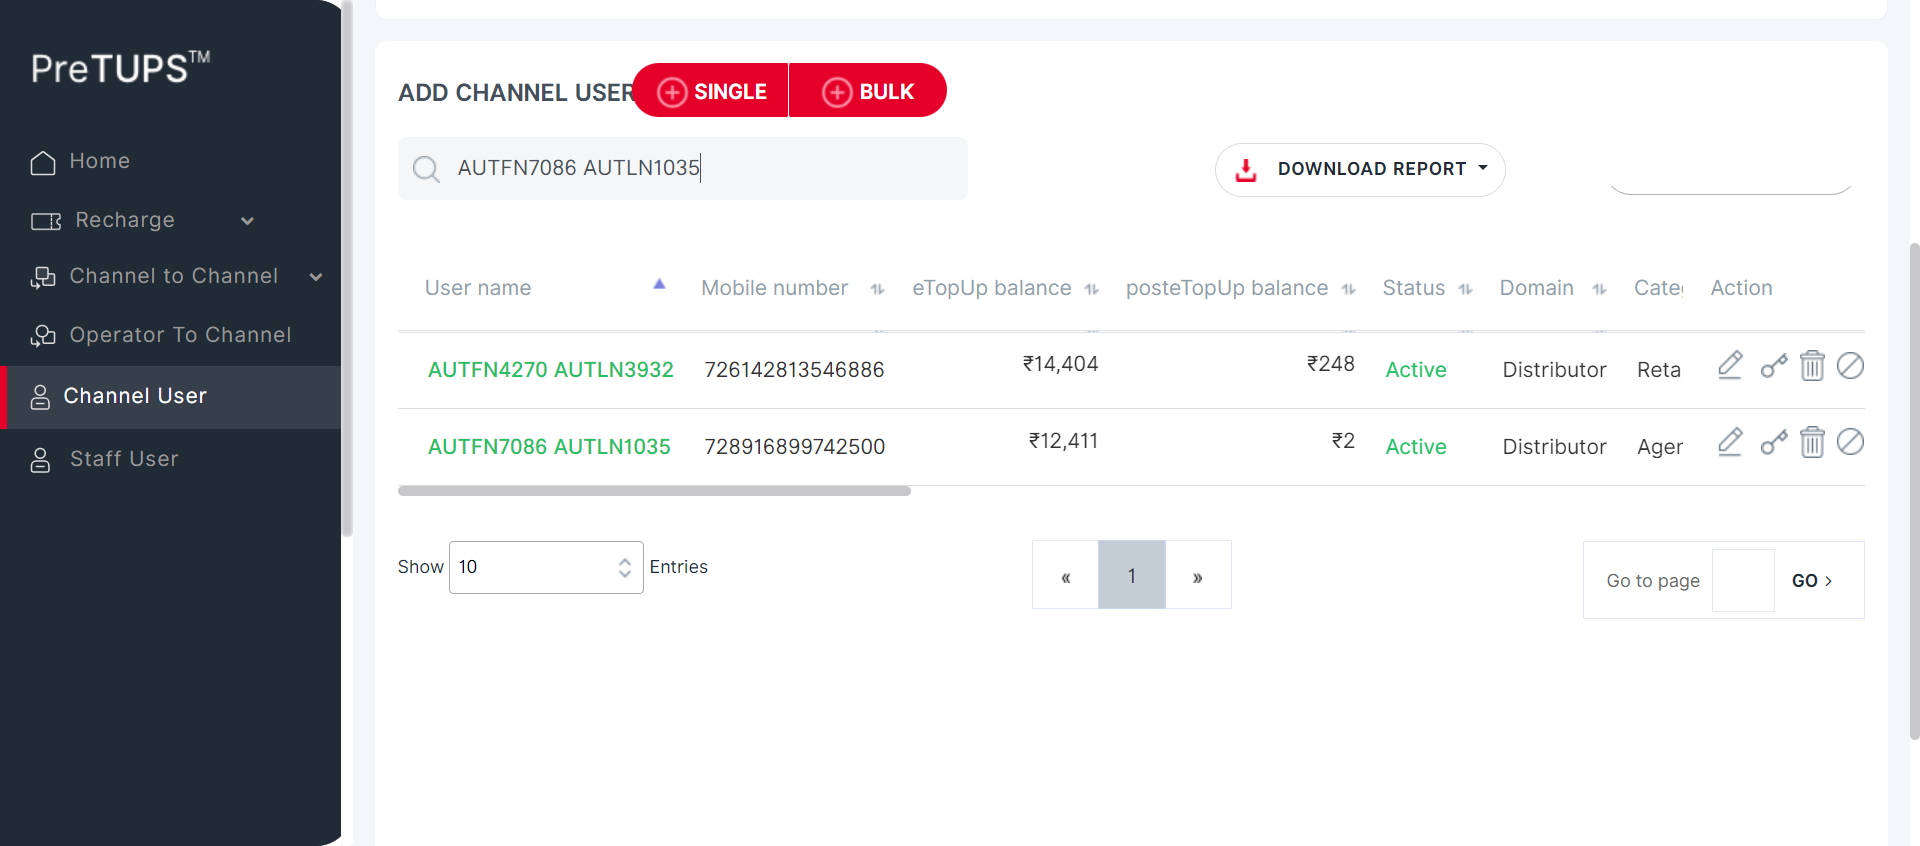 PreTUPS™
Home
Recharge
Channel to Channel
Operator To Channel
Channel User
Staff User
ADD CHANNEL USER SINGLE BULK
AUTFN7086 AUTLN1035
DOWNLOAD REPORT
User name Mobile number eTopUp balance posteTopUp balance Status Domain Cate Action
AUTFN4270 AUTLN3932 726142813546886 ₹14,404 ₹248 Active Distributor Reta
AUTFN7086 AUTLN1035 728916899742500 ₹12,411 ₹2 Active Distributor Ager
Show 10 Entries « 1 » Go to page GO ›